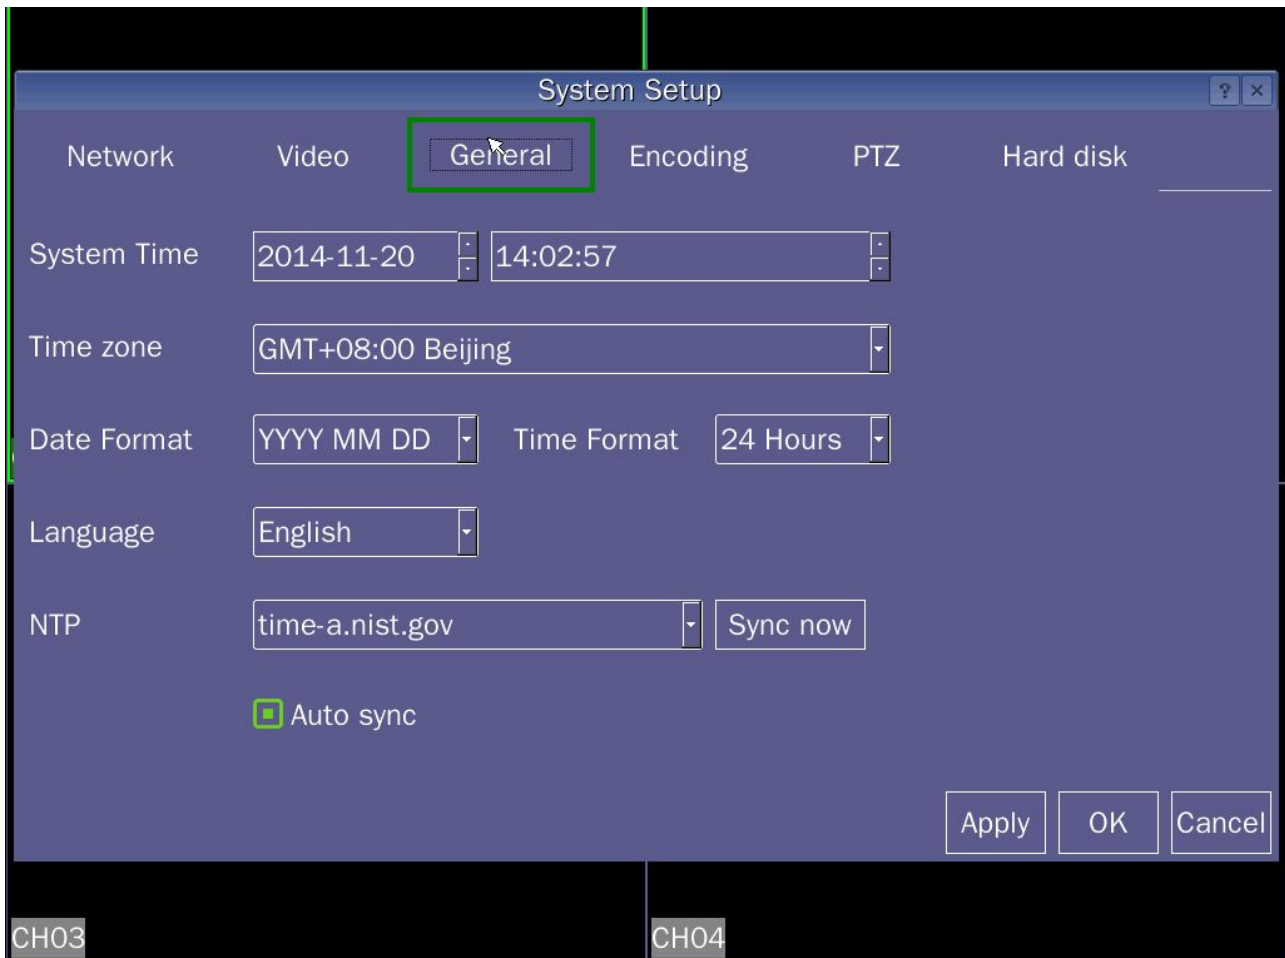 System Setup
Network Video General Encoding PTZ Hard disk
System Time 2014-11-20 14:02:57
Time zone GMT+08:00 Beijing
Date Format YYYY MM DD Time Format 24 Hours
Language English
NTP time-a.nist.gov Sync now
Auto sync
Apply OK Cancel
CH03 CH04